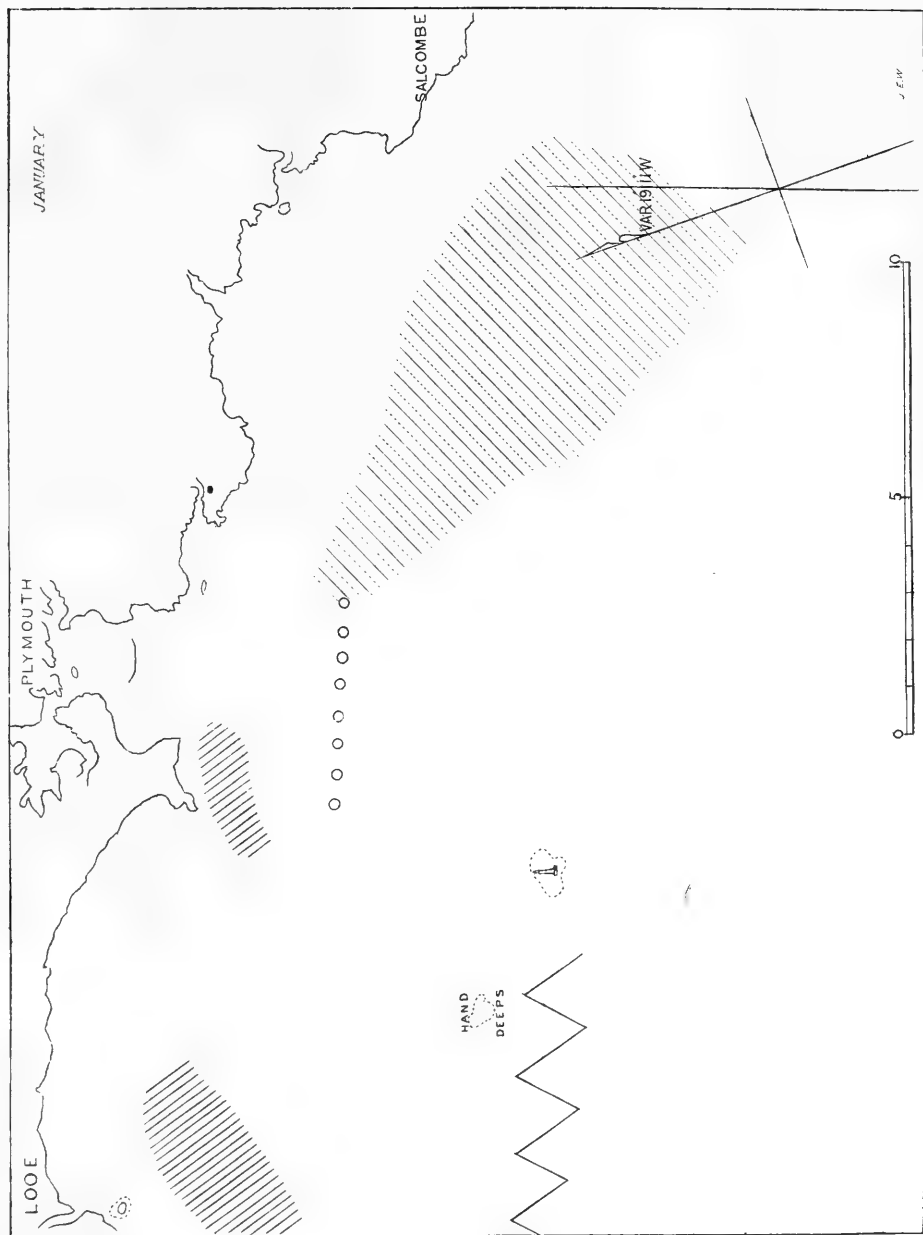 JANUARY
PLYMOUTH
LOOE
SALCOMBE
HAND
DEEPS
VAR 19 11 W
0
5
10
J.E.W